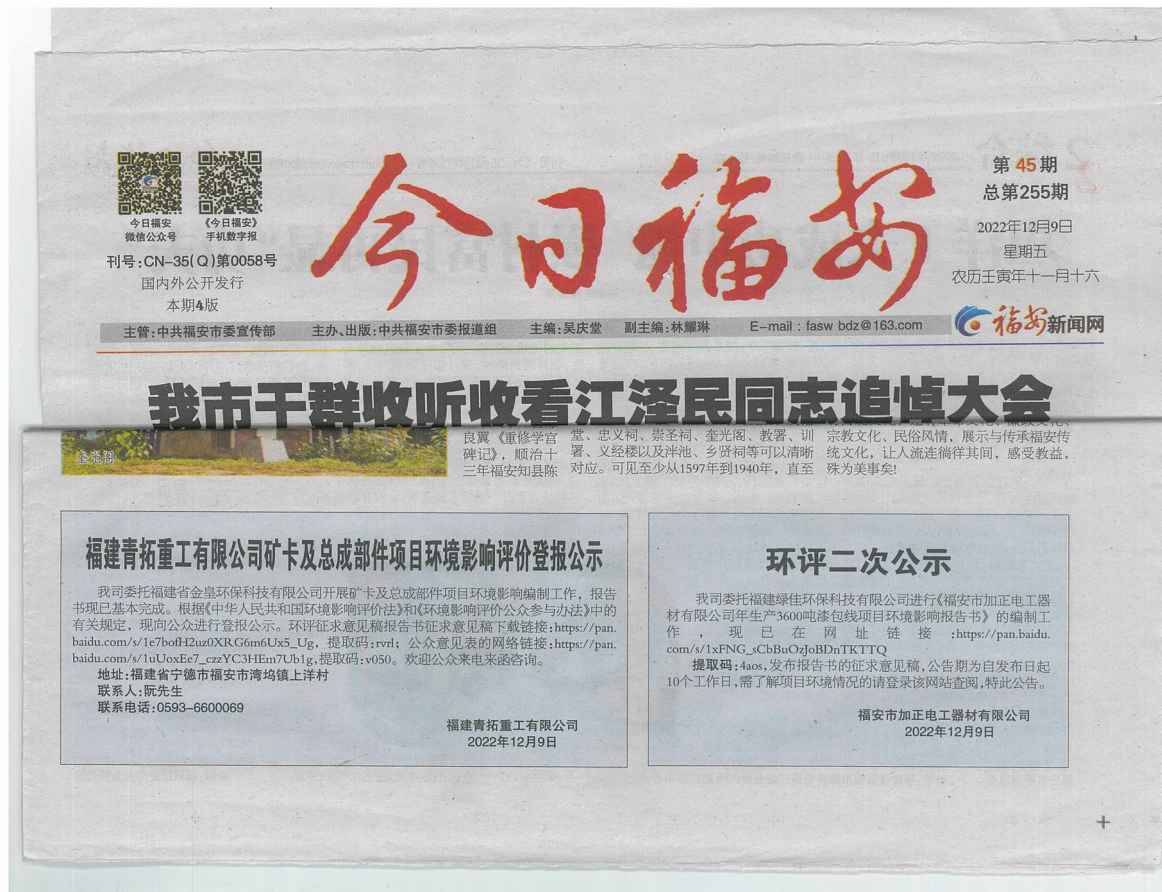 今日福安
微信公众号
《今日福安》
手机数字报
刊号:CN-35(Q)第0058号
国内外公开发行
本期4版
今日福安
第45期
总第255期
2022年12月9日
星期五
农历壬寅年十一月十六
主管:中共福安市委宣传部 主办、出版:中共福安市委报道组 主编:吴庆堂 副主编:林耀琳 E-mail:fasw bdz@163.com
福安新闻网
我市干群收听收看江泽民同志追悼大会
奎光阁
良翼《重修学宫
碑记》,顺治十
三年福安知县陈
堂、忠义祠、崇圣祠、奎光阁、教署、训
署、义经楼以及泮池、乡贤祠等可以清晰
对应。可见至少从1597年到1940年,直至
宗教文化、民俗风情,展示与传承福安传
统文化,让人流连徜徉其间,感受教益,
殊为美事矣!
福建青拓重工有限公司矿卡及总成部件项目环境影响评价登报公示
我司委托福建省金皇环保科技有限公司开展矿卡及总成部件项目环境影响编制工作,报告
书现已基本完成。根据《中华人民共和国环境影响评价法》和《环境影响评价公众参与办法》中的
有关规定,现向公众进行登报公示。环评征求意见稿报告书征求意见稿下载链接:https://pan.
baidu.com/s/1e7bofH2uz0XRG6m6Ux5_Ug,提取码:rvrl;公众意见表的网络链接:https://pan.
baidu.com/s/1uUoxEe7_czzYC3HEm7Ub1g,提取码:v050。欢迎公众来电来函咨询。
地址:福建省宁德市福安市湾坞镇上洋村
联系人:阮先生
联系电话:0593-6600069
福建青拓重工有限公司
2022年12月9日
环评二次公示
我司委托福建绿佳环保科技有限公司进行《福安市加正电工器
材有限公司年生产3600吨漆包线项目环境影响报告书》的编制工
作,现已在网址链接:https://pan.baidu.
com/s/1xFNG_sCbBuOzJoBDnTKTTQ
提取码:4aos,发布报告书的征求意见稿,公告期为自发布日起
10个工作日,需了解项目环境情况的请登录该网站查阅,特此公告。
福安市加正电工器材有限公司
2022年12月9日